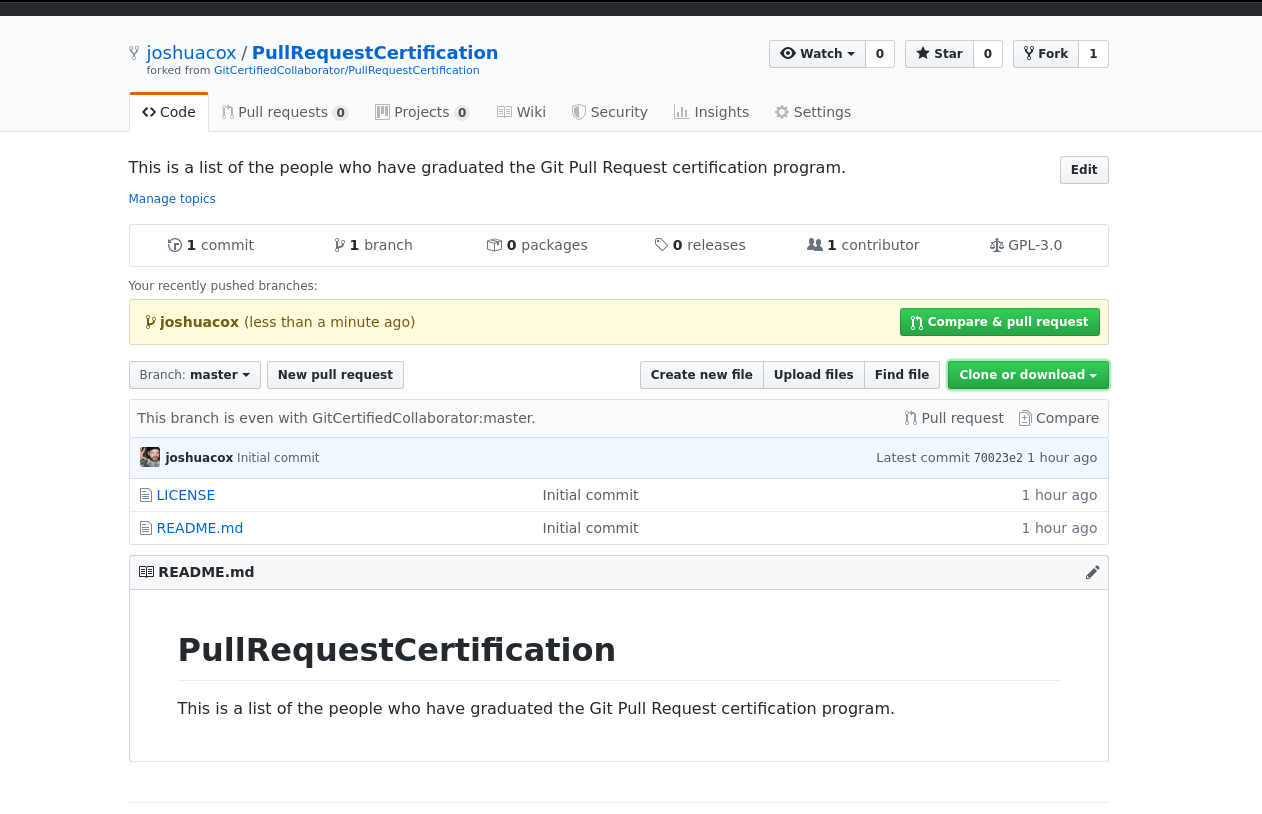 joshuacox / PullRequestCertification Watch 0 Star 0 Fork 1
forked from GitCertifiedCollaborator/PullRequestCertification
Code Pull requests 0 Projects 0 Wiki Security Insights Settings
This is a list of the people who have graduated the Git Pull Request certification program. Edit
Manage topics
1 commit 1 branch 0 packages 0 releases 1 contributor GPL-3.0
Your recently pushed branches:
joshuacox (less than a minute ago) Compare & pull request
Branch: master New pull request Create new file Upload files Find file Clone or download
This branch is even with GitCertifiedCollaborator:master. Pull request Compare
joshuacox Initial commit Latest commit 70023e2 1 hour ago
LICENSE Initial commit 1 hour ago
README.md Initial commit 1 hour ago
README.md
PullRequestCertification
This is a list of the people who have graduated the Git Pull Request certification program.